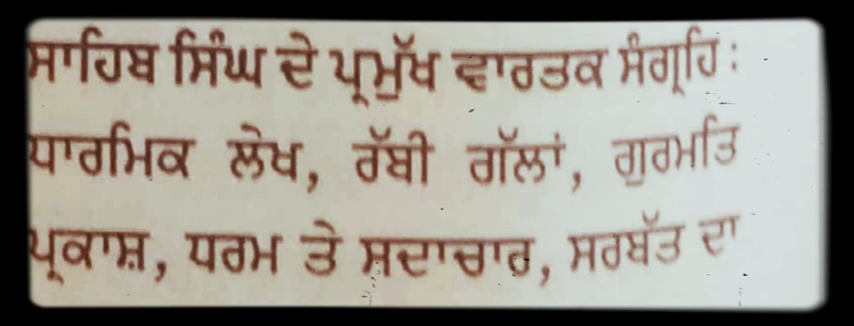 ਸਾਹਿਬ ਸਿੰਘ ਦੇ ਪ੍ਰਮੁੱਖ ਵਾਰਤਕ ਸੰਗ੍ਰਹਿ :
ਧਾਰਮਿਕ ਲੇਖ, ਰੱਬੀ ਗੱਲਾਂ, ਗੁਰਮਤਿ
ਪ੍ਰਕਾਸ਼, ਧਰਮ ਤੇ ਸਦਾਚਾਰ, ਸਰਬੱਤ ਦਾ